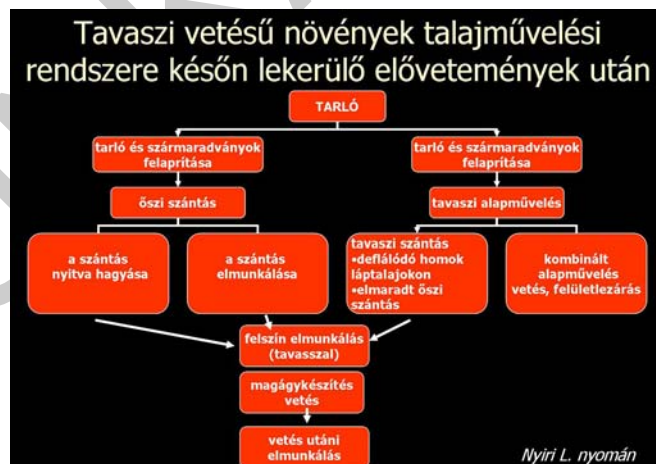 Tavaszi vetésű növények talajművelési
rendszere későn lekerülő elővetemények után
TARLÓ
tarló és szármaradványok
felaprítása
tarló és szármaradványok
felaprítása
őszi szántás
tavaszi alapművelés
a szántás
nyitva hagyása
a szántás
elmunkálása
tavaszi szántás
•deflálódó homok
láptalajokon
•elmaradt őszi
szántás
kombinált
alapművelés
vetés, felületlezárás
felszín elmunkálás
(tavasszal)
magágykészítés
vetés
vetés utáni
elmunkálás
Nyiri L. nyomán